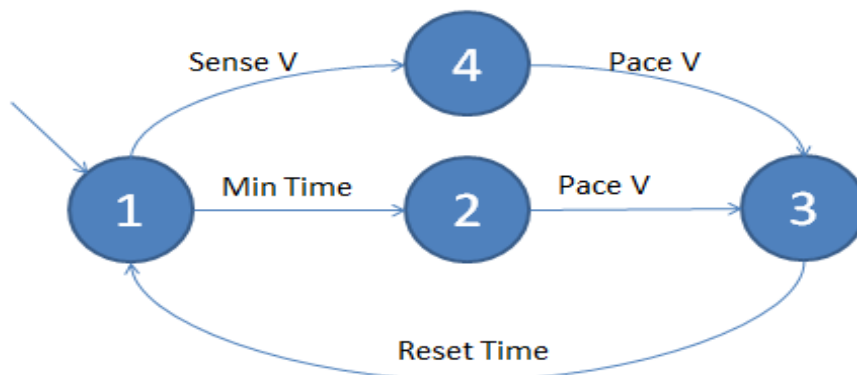 Sense V
4
Pace V
1
Min Time
2
Pace V
3
Reset Time